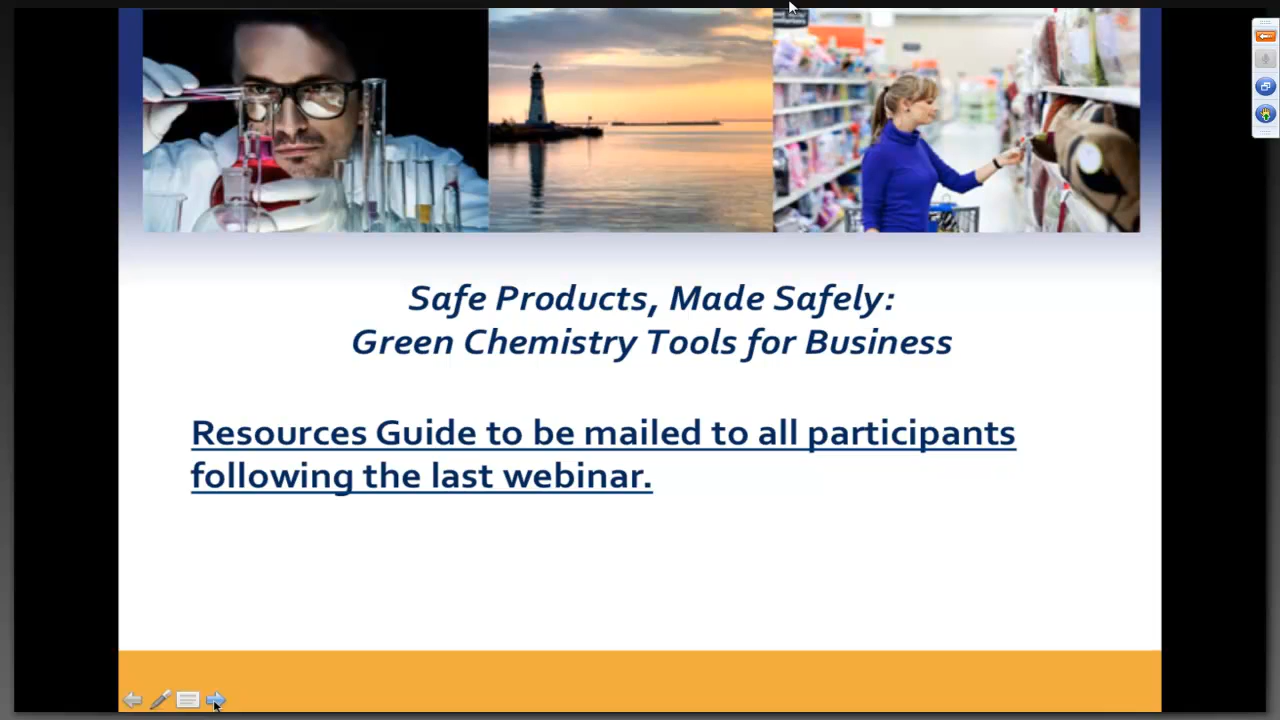 Safe Products, Made Safely:
Green Chemistry Tools for Business
Resources Guide to be mailed to all participants
following the last webinar.